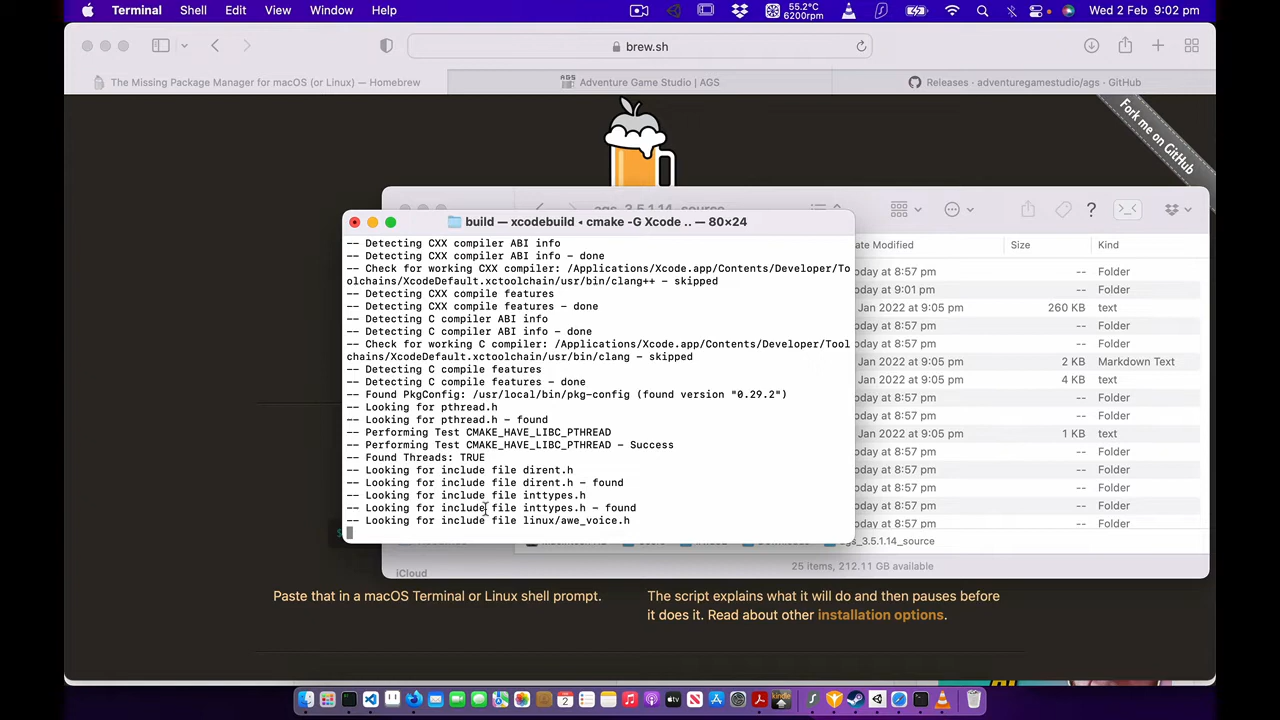 Terminal Shell Edit View Window Help
55.2°C
6200rpm
Wed 2 Feb 9:02 pm
brew.sh
The Missing Package Manager for macOS (or Linux) — Homebrew
Adventure Game Studio | AGS
Releases · adventuregamestudio/ags · GitHub
Fork me on GitHub
ags_3.5.1.14_source
build — xcodebuild ◂ cmake -G Xcode .. — 80×24
-- Detecting CXX compiler ABI info
-- Detecting CXX compiler ABI info - done
-- Check for working CXX compiler: /Applications/Xcode.app/Contents/Developer/To
olchains/XcodeDefault.xctoolchain/usr/bin/clang++ - skipped
-- Detecting CXX compile features
-- Detecting CXX compile features - done
-- Detecting C compiler ABI info
-- Detecting C compiler ABI info - done
-- Check for working C compiler: /Applications/Xcode.app/Contents/Developer/Tool
chains/XcodeDefault.xctoolchain/usr/bin/clang - skipped
-- Detecting C compile features
-- Detecting C compile features - done
-- Found PkgConfig: /usr/local/bin/pkg-config (found version "0.29.2")
-- Looking for pthread.h
-- Looking for pthread.h - found
-- Performing Test CMAKE_HAVE_LIBC_PTHREAD
-- Performing Test CMAKE_HAVE_LIBC_PTHREAD - Success
-- Found Threads: TRUE
-- Looking for include file dirent.h
-- Looking for include file dirent.h - found
-- Looking for include file inttypes.h
-- Looking for include file inttypes.h - found
-- Looking for include file linux/awe_voice.h
ate Modified Size Kind
oday at 8:57 pm -- Folder
oday at 9:01 pm -- Folder
Jan 2022 at 9:05 pm 260 KB text
oday at 8:57 pm -- Folder
oday at 8:57 pm -- Folder
Jan 2022 at 9:05 pm 2 KB Markdown Text
Jan 2022 at 9:05 pm 4 KB text
oday at 8:57 pm -- Folder
oday at 8:57 pm -- Folder
Jan 2022 at 9:05 pm 1 KB text
oday at 8:57 pm -- Folder
oday at 8:57 pm -- Folder
oday at 8:57 pm -- Folder
oday at 8:57 pm -- Folder
ags_3.5.1.14_source
25 items, 212.11 GB available
iCloud
Paste that in a macOS Terminal or Linux shell prompt.
The script explains what it will do and then pauses before
it does it. Read about other installation options.